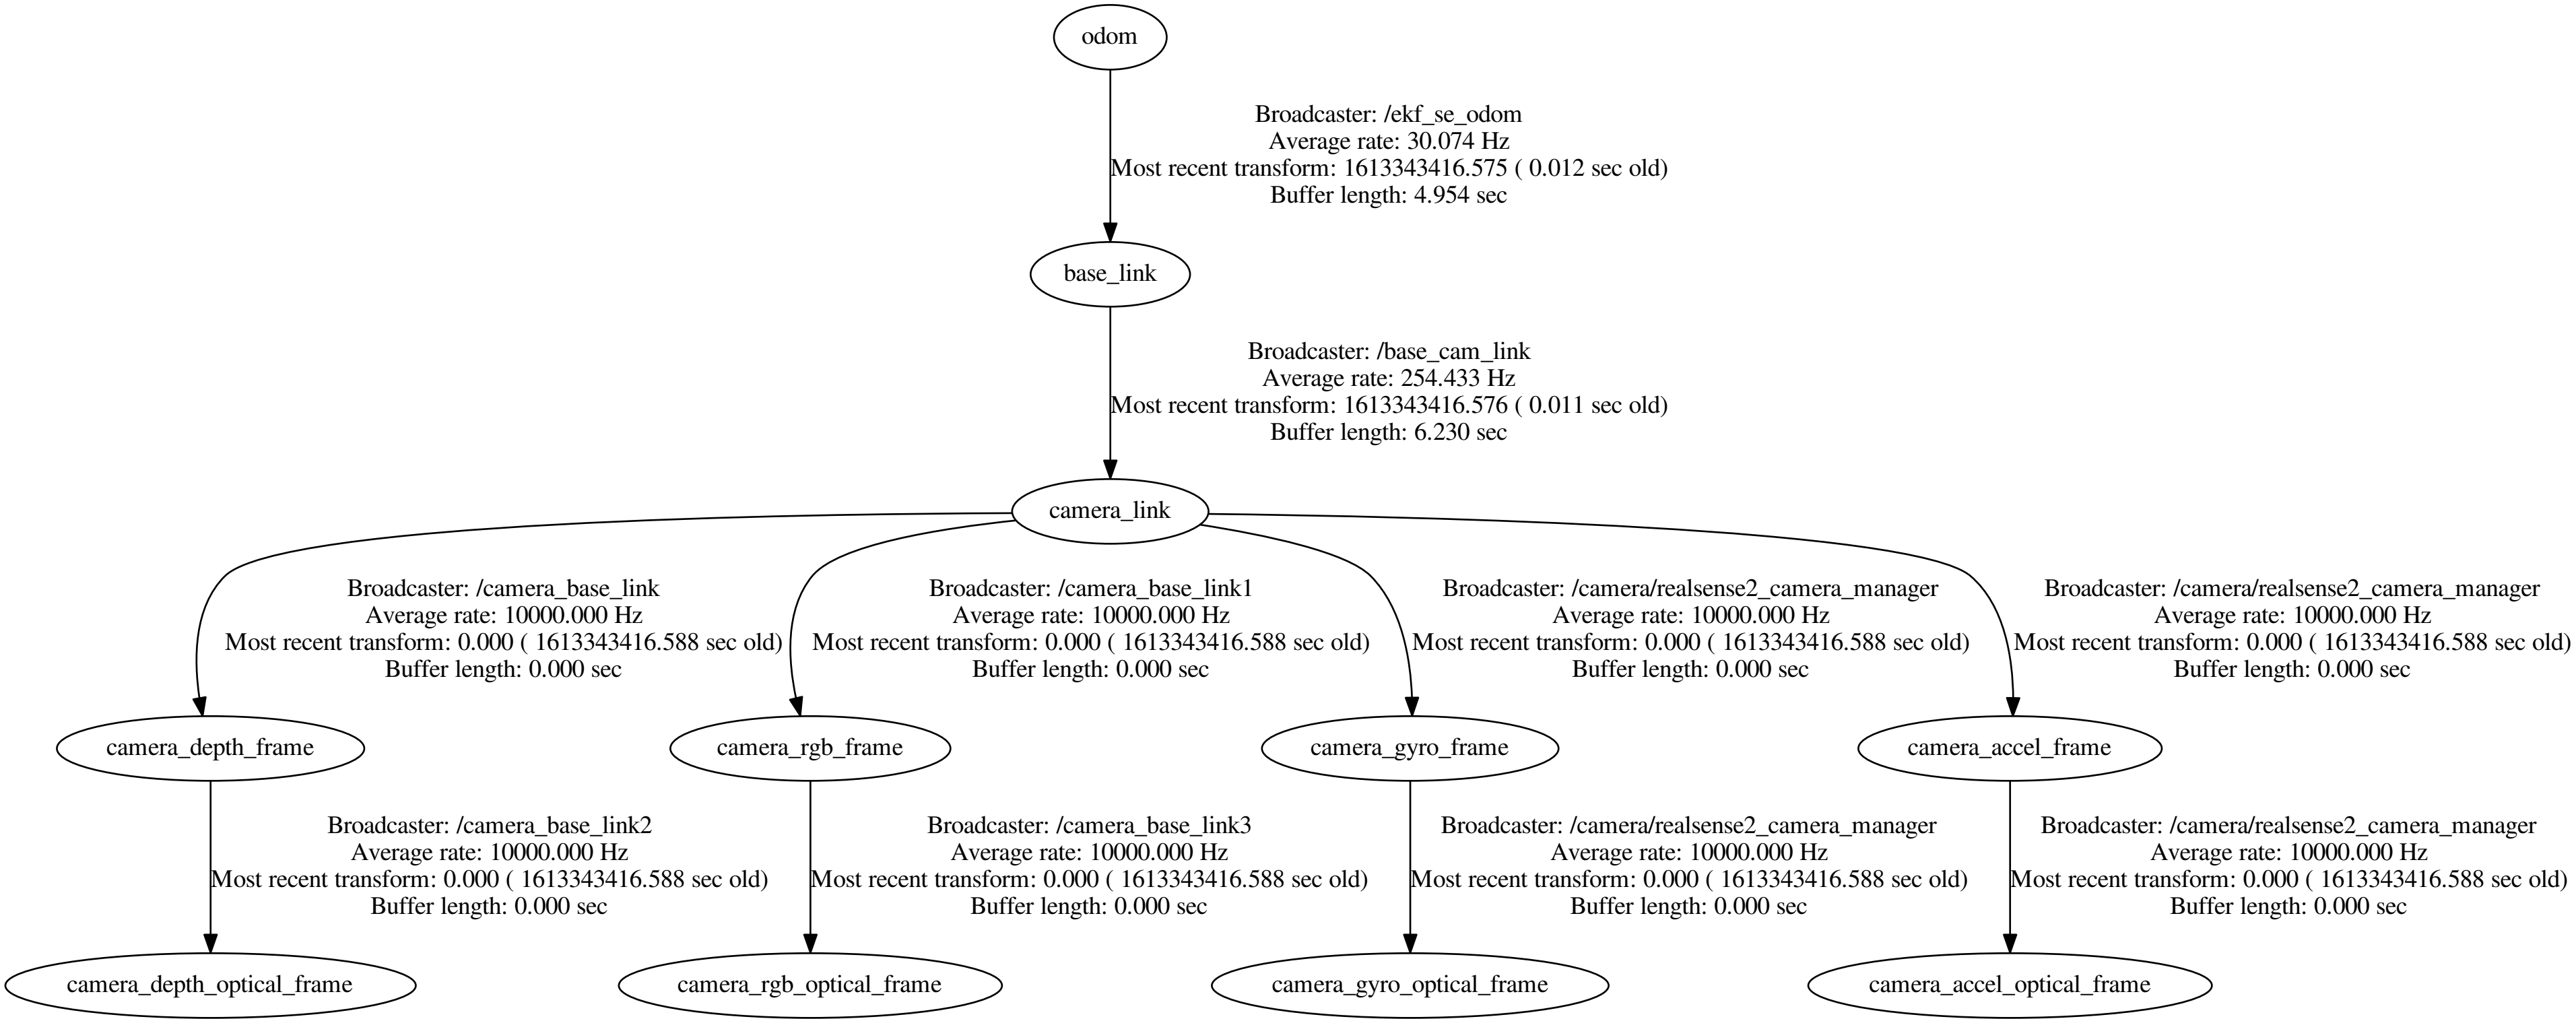 odom
Broadcaster: /ekf_se_odom
Average rate: 30.074 Hz
Most recent transform: 1613343416.575 ( 0.012 sec old)
Buffer length: 4.954 sec
base_link
Broadcaster: /base_cam_link
Average rate: 254.433 Hz
Most recent transform: 1613343416.576 ( 0.011 sec old)
Buffer length: 6.230 sec
camera_link
Broadcaster: /camera_base_link
Average rate: 10000.000 Hz
Most recent transform: 0.000 ( 1613343416.588 sec old)
Buffer length: 0.000 sec
Broadcaster: /camera_base_link1
Average rate: 10000.000 Hz
Most recent transform: 0.000 ( 1613343416.588 sec old)
Buffer length: 0.000 sec
Broadcaster: /camera/realsense2_camera_manager
Average rate: 10000.000 Hz
Most recent transform: 0.000 ( 1613343416.588 sec old)
Buffer length: 0.000 sec
Broadcaster: /camera/realsense2_camera_manager
Average rate: 10000.000 Hz
Most recent transform: 0.000 ( 1613343416.588 sec old)
Buffer length: 0.000 sec
camera_depth_frame
camera_rgb_frame
camera_gyro_frame
camera_accel_frame
Broadcaster: /camera_base_link2
Average rate: 10000.000 Hz
Most recent transform: 0.000 ( 1613343416.588 sec old)
Buffer length: 0.000 sec
Broadcaster: /camera_base_link3
Average rate: 10000.000 Hz
Most recent transform: 0.000 ( 1613343416.588 sec old)
Buffer length: 0.000 sec
Broadcaster: /camera/realsense2_camera_manager
Average rate: 10000.000 Hz
Most recent transform: 0.000 ( 1613343416.588 sec old)
Buffer length: 0.000 sec
Broadcaster: /camera/realsense2_camera_manager
Average rate: 10000.000 Hz
Most recent transform: 0.000 ( 1613343416.588 sec old)
Buffer length: 0.000 sec
camera_depth_optical_frame
camera_rgb_optical_frame
camera_gyro_optical_frame
camera_accel_optical_frame